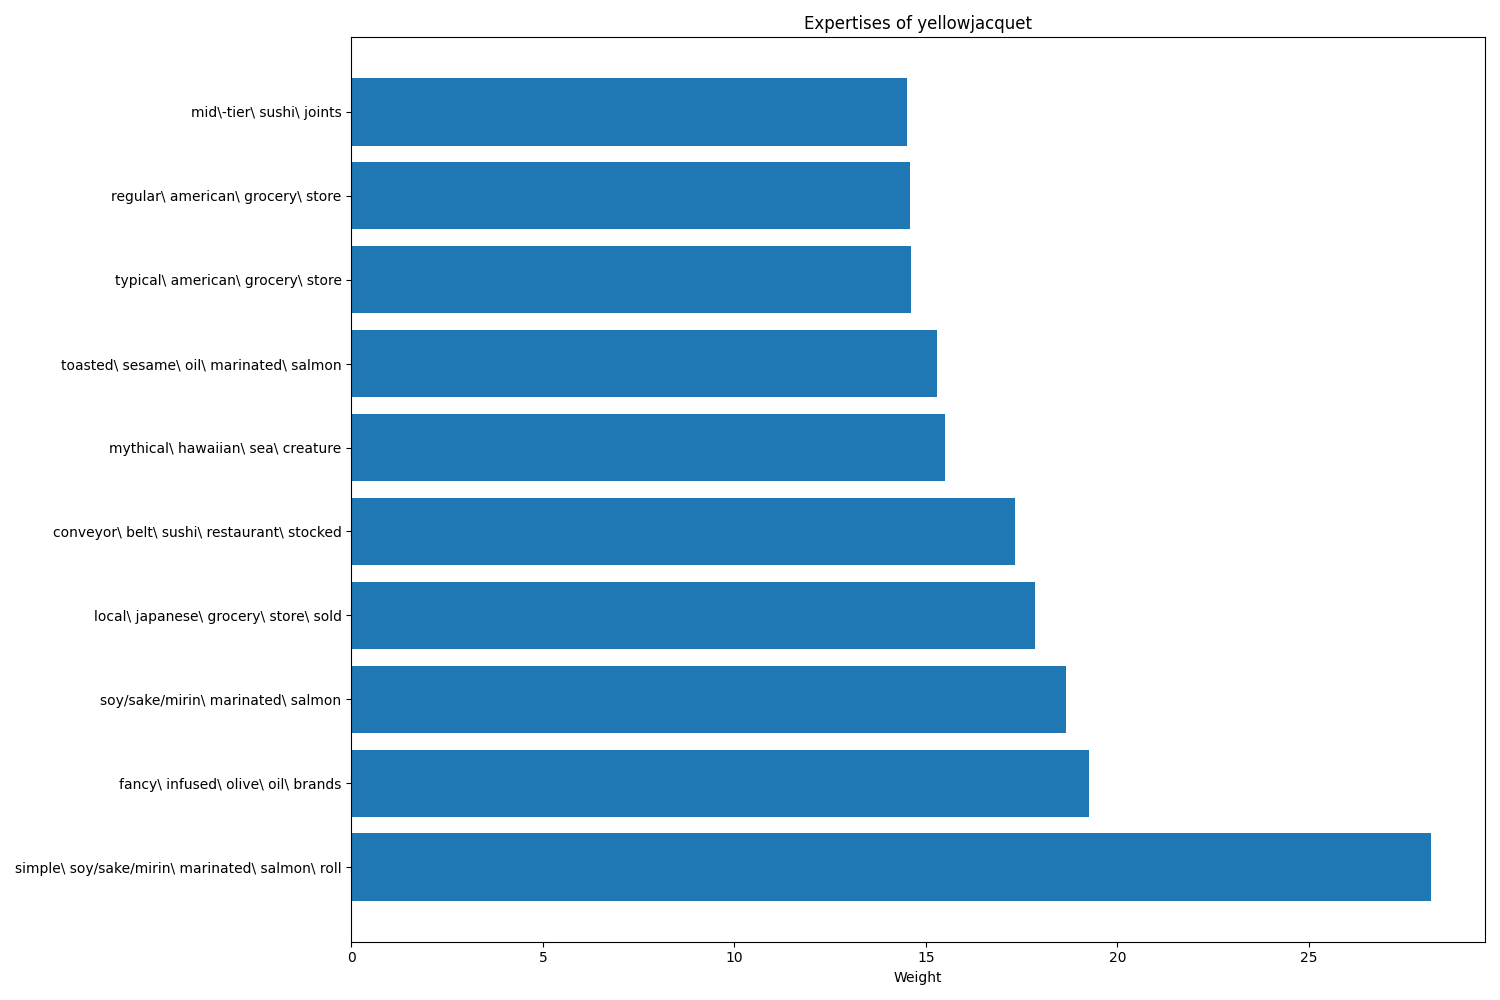 Expertises of yellowjacquet
mid\-tier\ sushi\ joints
regular\ american\ grocery\ store
typical\ american\ grocery\ store
toasted\ sesame\ oil\ marinated\ salmon
mythical\ hawaiian\ sea\ creature
conveyor\ belt\ sushi\ restaurant\ stocked
local\ japanese\ grocery\ store\ sold
soy/sake/mirin\ marinated\ salmon
fancy\ infused\ olive\ oil\ brands
simple\ soy/sake/mirin\ marinated\ salmon\ roll
0 5 10 15 20 25
Weight